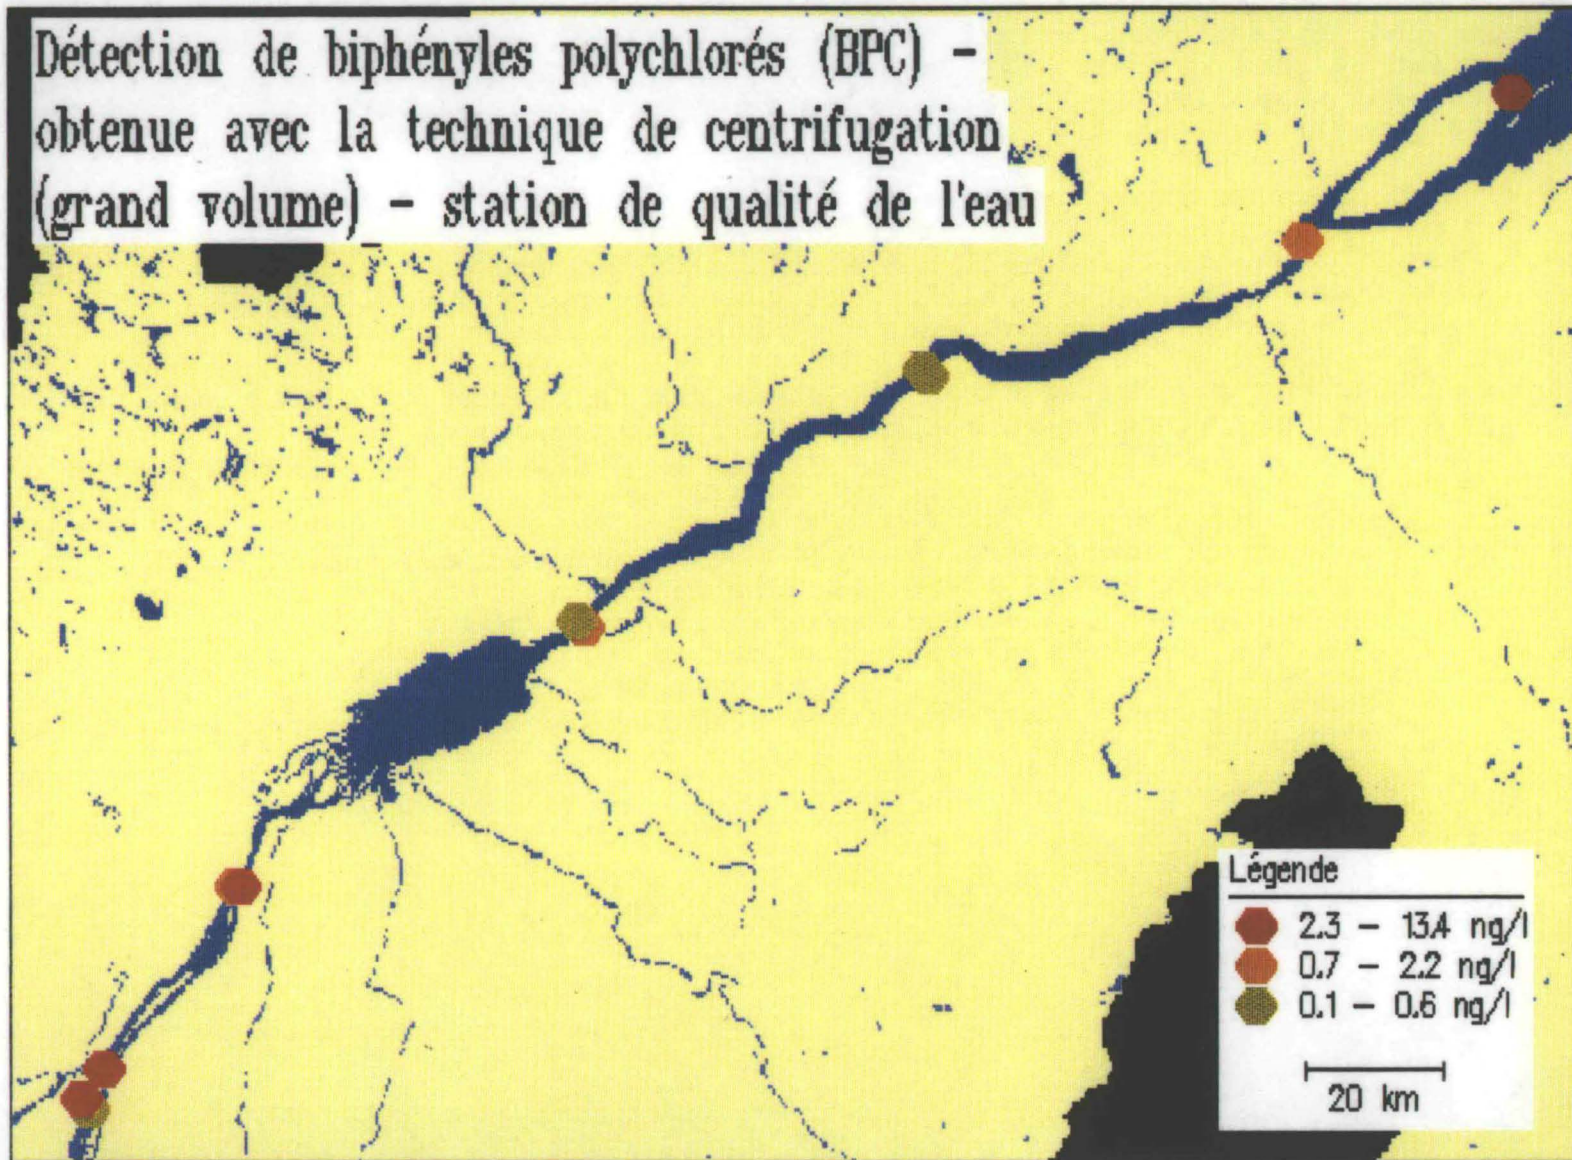 Détection de biphényles polychlorés (BPC) -
obtenue avec la technique de centrifugation
(grand volume) - station de qualité de l'eau
Légende
2.3 - 13.4 ng/l
0.7 - 2.2 ng/l
0.1 - 0.6 ng/l
20 km